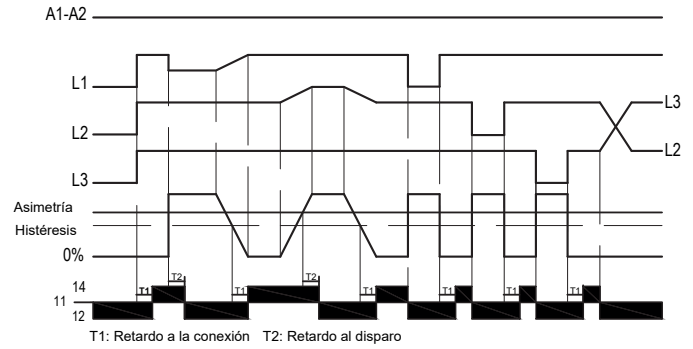 A1-A2
L1
L2
L3
L3
L2
Asimetría
Histéresis
0%
T2
T2
T1
T1
T1
T1
T1
T1
14
11
12
T1: Retardo a la conexión T2: Retardo al disparo